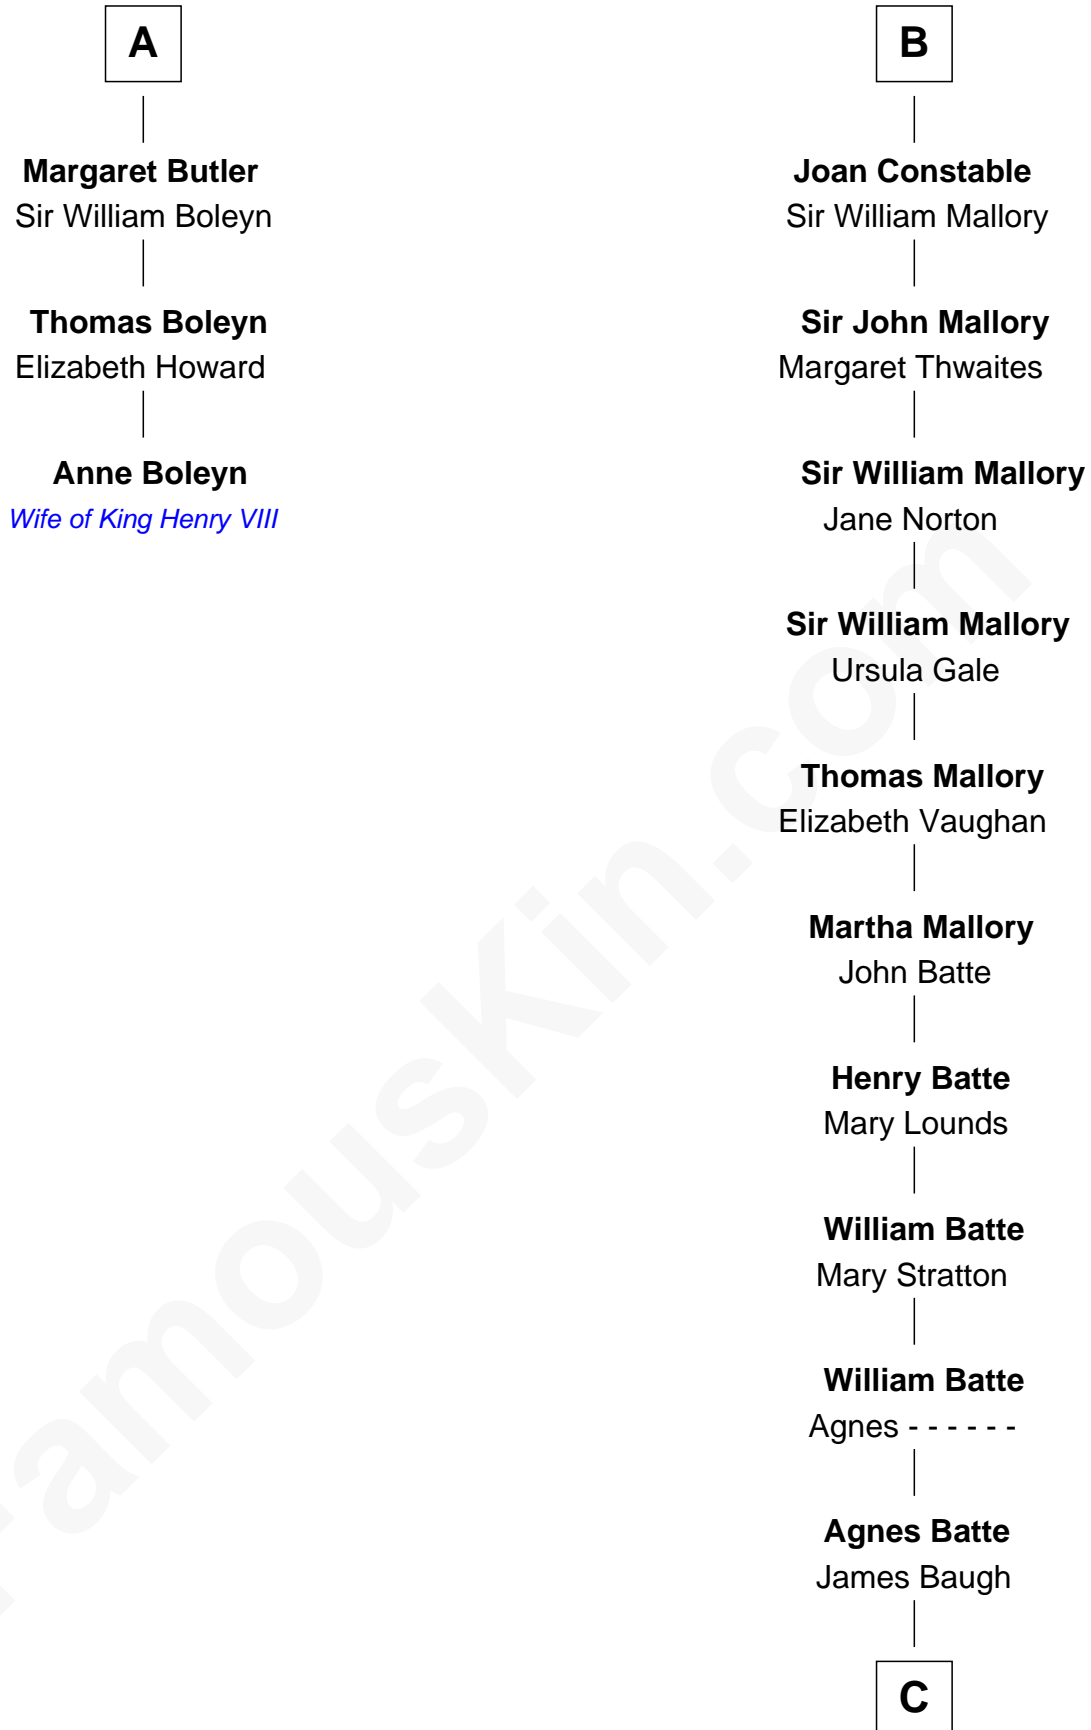 A
Margaret Butler
Sir William Boleyn
Thomas Boleyn
Elizabeth Howard
Anne Boleyn
Wife of King Henry VIII
B
Joan Constable
Sir William Mallory
Sir John Mallory
Margaret Thwaites
Sir William Mallory
Jane Norton
Sir William Mallory
Ursula Gale
Thomas Mallory
Elizabeth Vaughan
Martha Mallory
John Batte
Henry Batte
Mary Lounds
William Batte
Mary Stratton
William Batte
Agnes - - - - - -
Agnes Batte
James Baugh
C
FamousKin.com